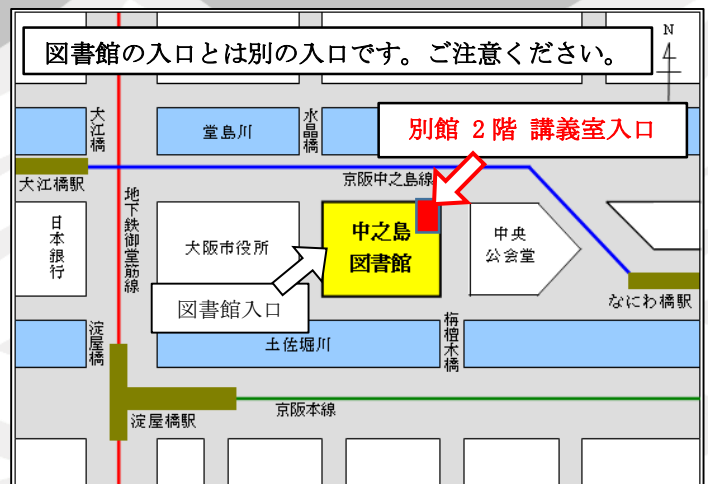 図書館の入口とは別の入口です。ご注意ください。
N
大江橋
堂島川
水晶橋
別館 2階 講義室入口
大江橋駅
京阪中之島線
地下鉄御堂筋線
日本銀行
大阪市役所
中之島
図書館
中央
公会堂
図書館入口
なにわ橋駅
淀屋橋
土佐堀川
栴檀木橋
淀屋橋駅
京阪本線